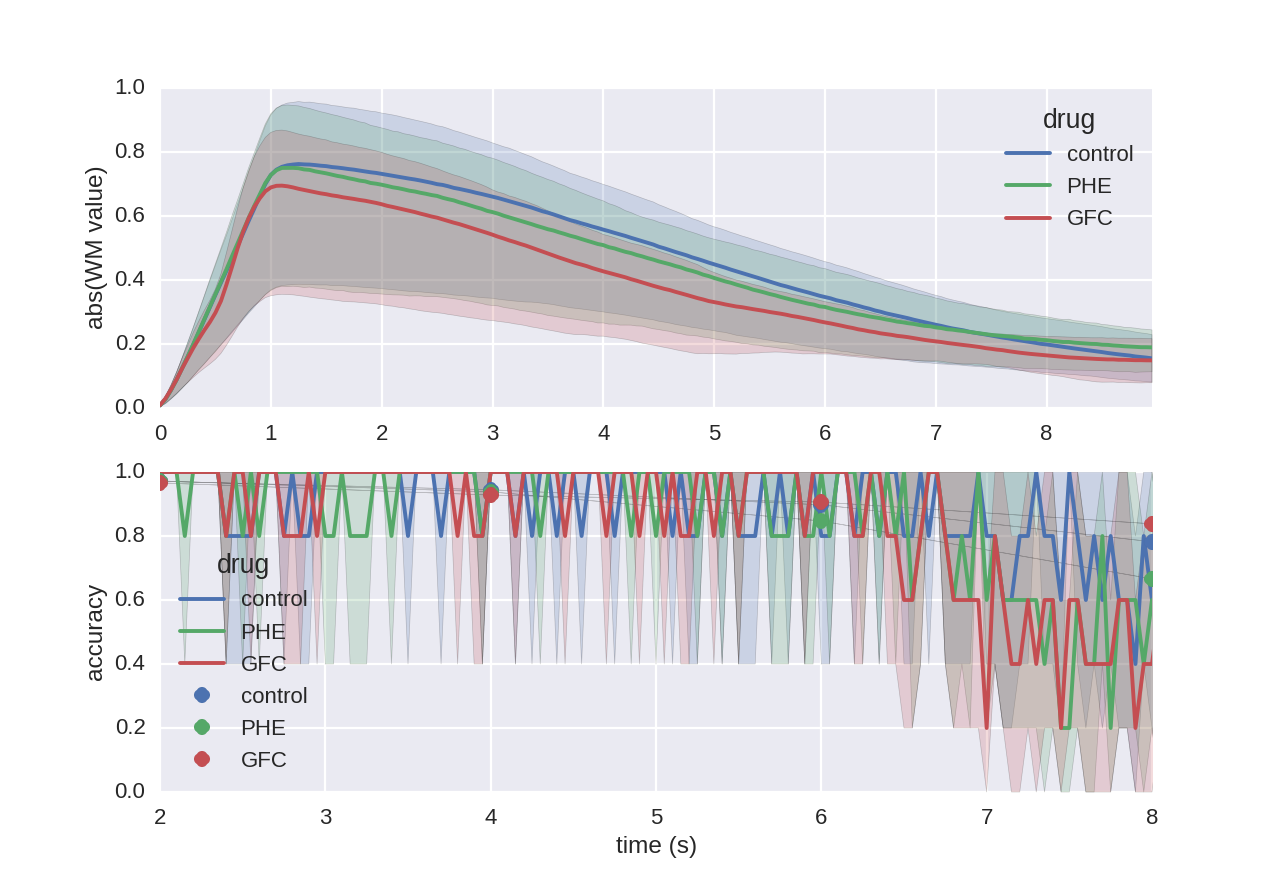 1.0
0.8
0.6
0.4
0.2
0.0
abs(WM value)
drug
control
PHE
GFC
0 1 2 3 4 5 6 7 8
1.0
0.8
0.6
0.4
0.2
0.0
accuracy
drug
control
PHE
GFC
control
PHE
GFC
2 3 4 5 6 7 8
time (s)